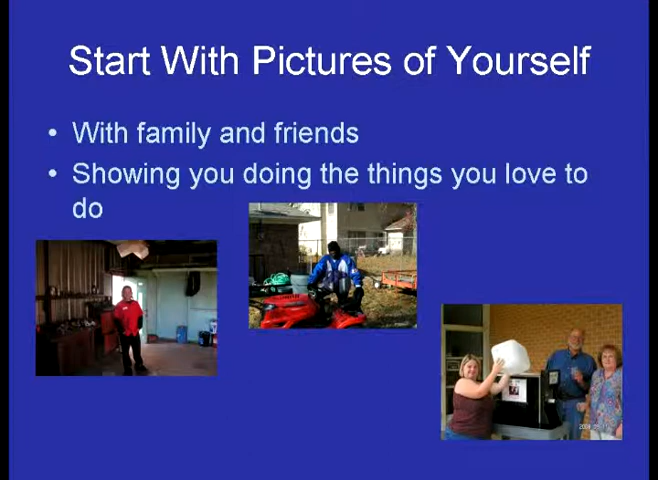 Start With Pictures of Yourself
• With family and friends
• Showing you doing the things you love to
do